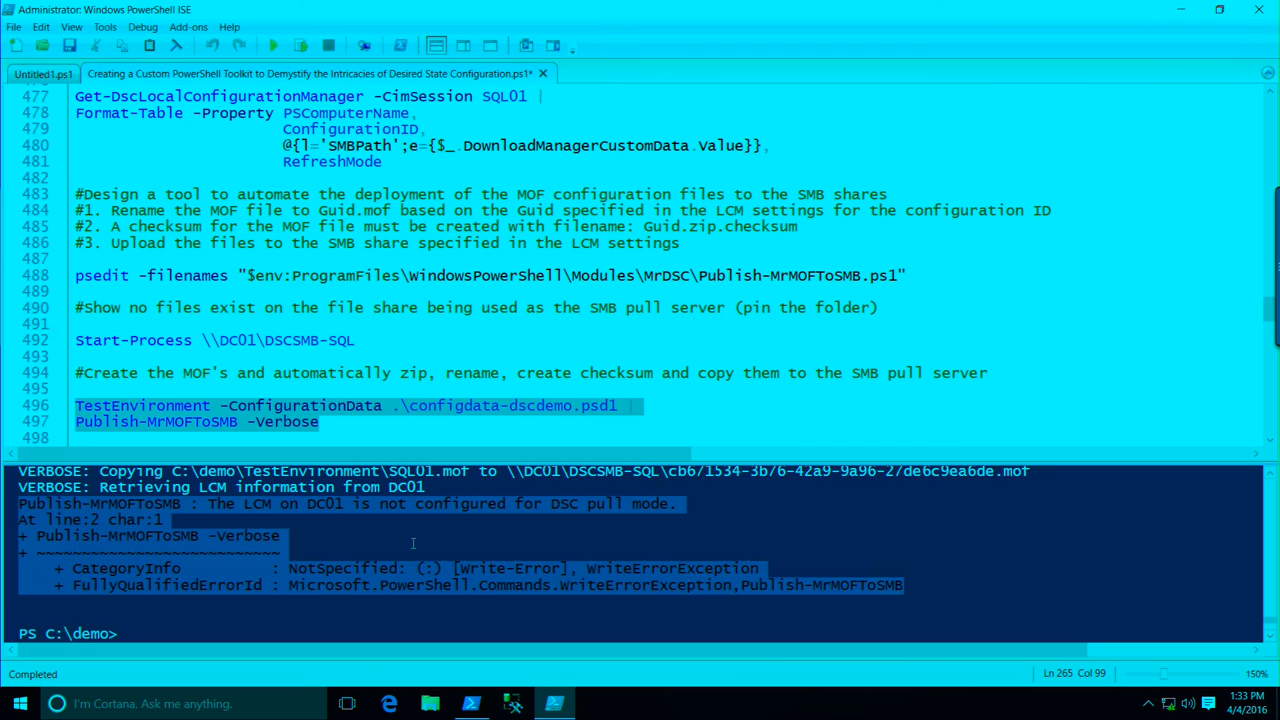 Administrator: Windows PowerShell ISE
File Edit View Tools Debug Add-ons Help
Untitled1.ps1 Creating a Custom PowerShell Toolkit to Demystify the Intricacies of Desired State Configuration.ps1*
477 Get-DscLocalConfigurationManager -CimSession SQL01 |
478 Format-Table -Property PSComputerName,
479 ConfigurationID,
480 @{l='SMBPath';e={$_.DownloadManagerCustomData.Value}},
481 RefreshMode
482
483 #Design a tool to automate the deployment of the MOF configuration files to the SMB shares
484 #1. Rename the MOF file to Guid.mof based on the Guid specified in the LCM settings for the configuration ID
485 #2. A checksum for the MOF file must be created with filename: Guid.zip.checksum
486 #3. Upload the files to the SMB share specified in the LCM settings
487
488 psedit -filenames "$env:ProgramFiles\WindowsPowerShell\Modules\MrDSC\Publish-MrMOFToSMB.ps1"
489
490 #Show no files exist on the file share being used as the SMB pull server (pin the folder)
491
492 Start-Process \\DC01\DSCSMB-SQL
493
494 #Create the MOF's and automatically zip, rename, create checksum and copy them to the SMB pull server
495
496 TestEnvironment -ConfigurationData .\configdata-dscdemo.psd1 |
497 Publish-MrMOFToSMB -Verbose
498
VERBOSE: Copying C:\demo\TestEnvironment\SQL01.mof to \\DC01\DSCSMB-SQL\cb671534-3b76-42a9-9a96-27de6c9ea6de.mof
VERBOSE: Retrieving LCM information from DC01
Publish-MrMOFToSMB : The LCM on DC01 is not configured for DSC pull mode.
At line:2 char:1
+ Publish-MrMOFToSMB -Verbose
+ ~~~~~~~~~~~~~~~~~~~~~~~~~~~
+ CategoryInfo : NotSpecified: (:) [Write-Error], WriteErrorException
+ FullyQualifiedErrorId : Microsoft.PowerShell.Commands.WriteErrorException,Publish-MrMOFToSMB
PS C:\demo>
Completed Ln 265 Col 99 150%
I'm Cortana. Ask me anything. 1:33 PM
4/4/2016